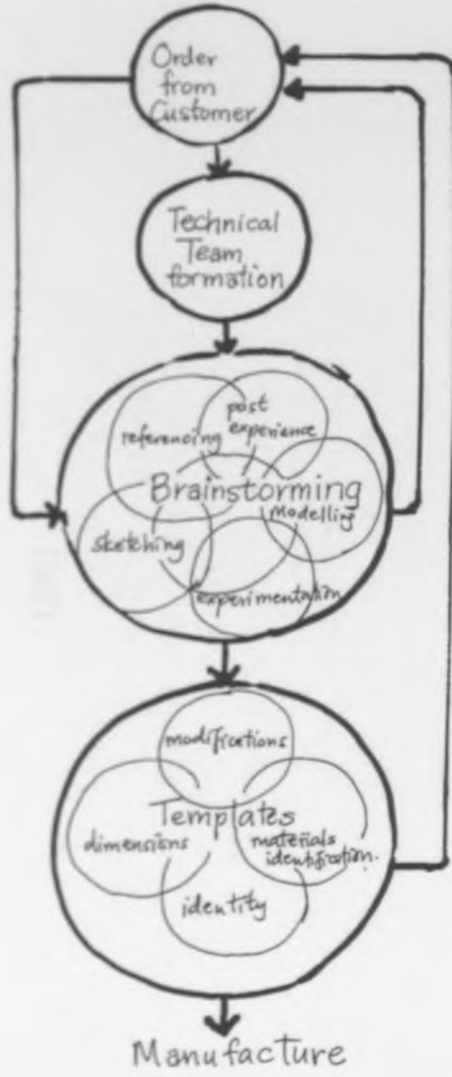 Order
from
Customer
Technical
Team
formation
post
referencing experience
Brainstorming
Modelling
sketching
experimentation
modifications
Templates
dimensions materials
identification.
identity
Manufacture